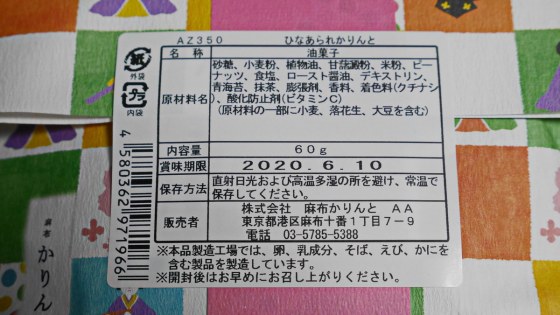 AZ350 ひなあられかりんと
名称 油菓子
原材料名 砂糖、小麦粉、植物油、甘藷澱粉、米粉、ピー
ナッツ、食塩、ロースト醤油、デキストリン、
青海苔、抹茶、膨張剤、香料、着色料(クチナシ
)、酸化防止剤(ビタミンC)
(原材料の一部に小麦、落花生、大豆を含む)
内容量 60g
賞味期限 2020.6.10
保存方法 直射日光および高温多湿の所を避け、常温で
保存してください。
販売者 株式会社 麻布かりんと AA
東京都港区麻布十番1丁目7-9
電話 03-5785-5388
※本品製造工場では、卵、乳成分、そば、えび、かにを
含む製品を製造しています。
※開封後はお早めにお召し上がりください。
紙
外袋
プラ
内袋
45803621971966
麻布
かりん